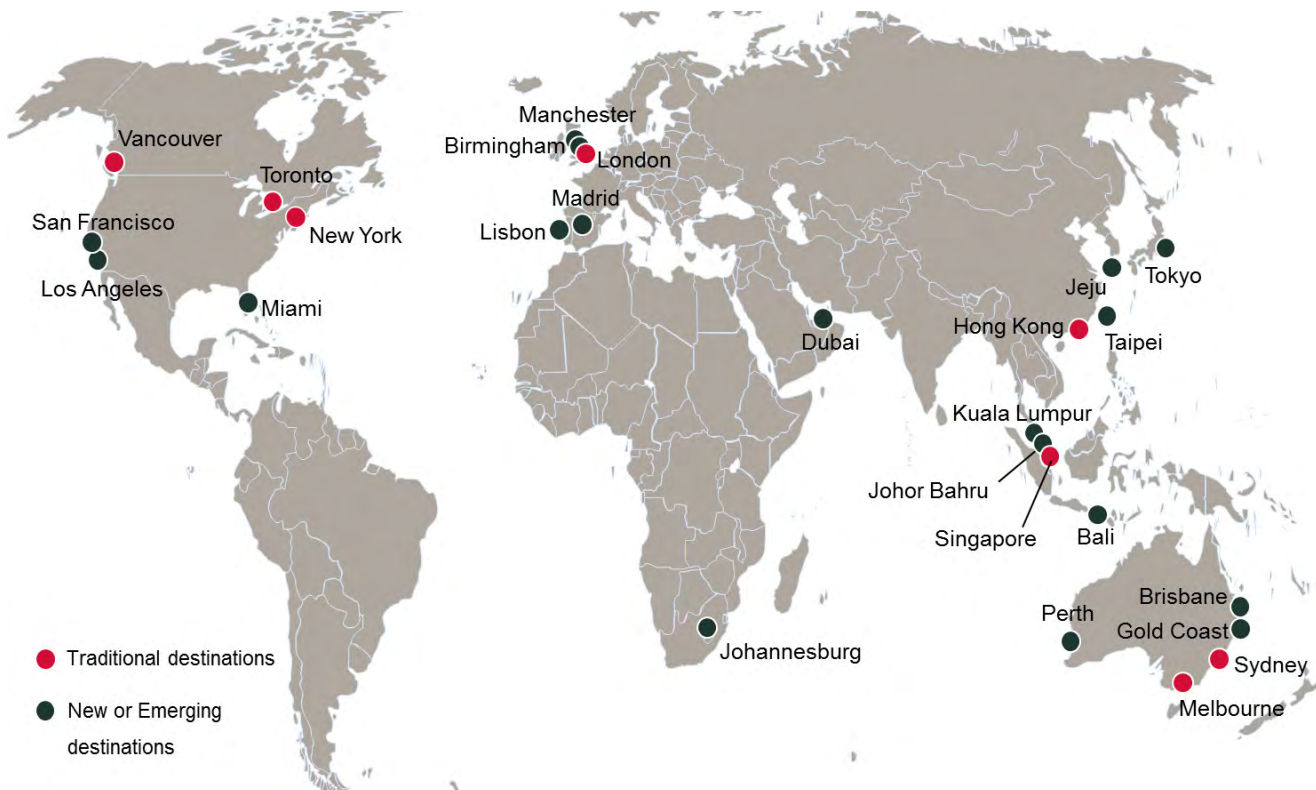 Manchester
Vancouver
Birmingham
London
Toronto
Madrid
San Francisco
Lisbon
New York
Tokyo
Jeju
Los Angeles
Miami
Hong Kong
Dubai
Taipei
Kuala Lumpur
Johor Bahru
Singapore
Bali
Brisbane
Perth
Gold Coast
Johannesburg
Traditional destinations
Sydney
Melbourne
New or Emerging
destinations